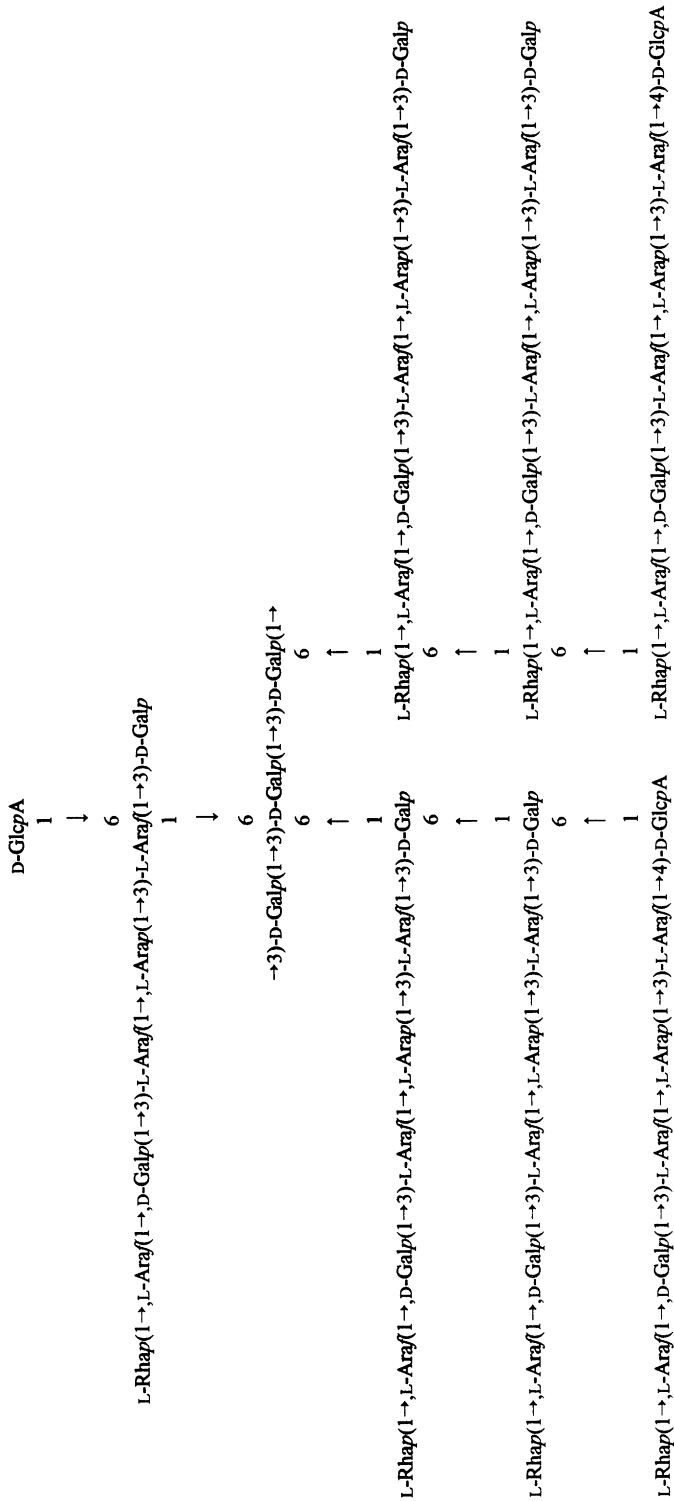 D-GlcpA
1
↓
6
L-Rhap(1→,L-Araf(1→,D-Galp(1→3)-L-Araf(1→,L-Arap(1→3)-L-Araf(1→3)-D-Galp
1
↓
6
→3)-D-Galp(1→3)-D-Galp(1→3)-D-Galp(1→
6 6
↑ ↑
1 1
L-Rhap(1→,L-Araf(1→,D-Galp(1→3)-L-Araf(1→,L-Arap(1→3)-L-Araf(1→3)-D-Galp L-Rhap(1→,L-Araf(1→,D-Galp(1→3)-L-Araf(1→,L-Arap(1→3)-L-Araf(1→3)-D-Galp
6 6
↑ ↑
1 1
L-Rhap(1→,L-Araf(1→,D-Galp(1→3)-L-Araf(1→,L-Arap(1→3)-L-Araf(1→3)-D-Galp L-Rhap(1→,L-Araf(1→,D-Galp(1→3)-L-Araf(1→,L-Arap(1→3)-L-Araf(1→3)-D-Galp
6 6
↑ ↑
1 1
L-Rhap(1→,L-Araf(1→,D-Galp(1→3)-L-Araf(1→,L-Arap(1→3)-L-Araf(1→4)-D-GlcpA L-Rhap(1→,L-Araf(1→,D-Galp(1→3)-L-Araf(1→,L-Arap(1→3)-L-Araf(1→4)-D-GlcpA